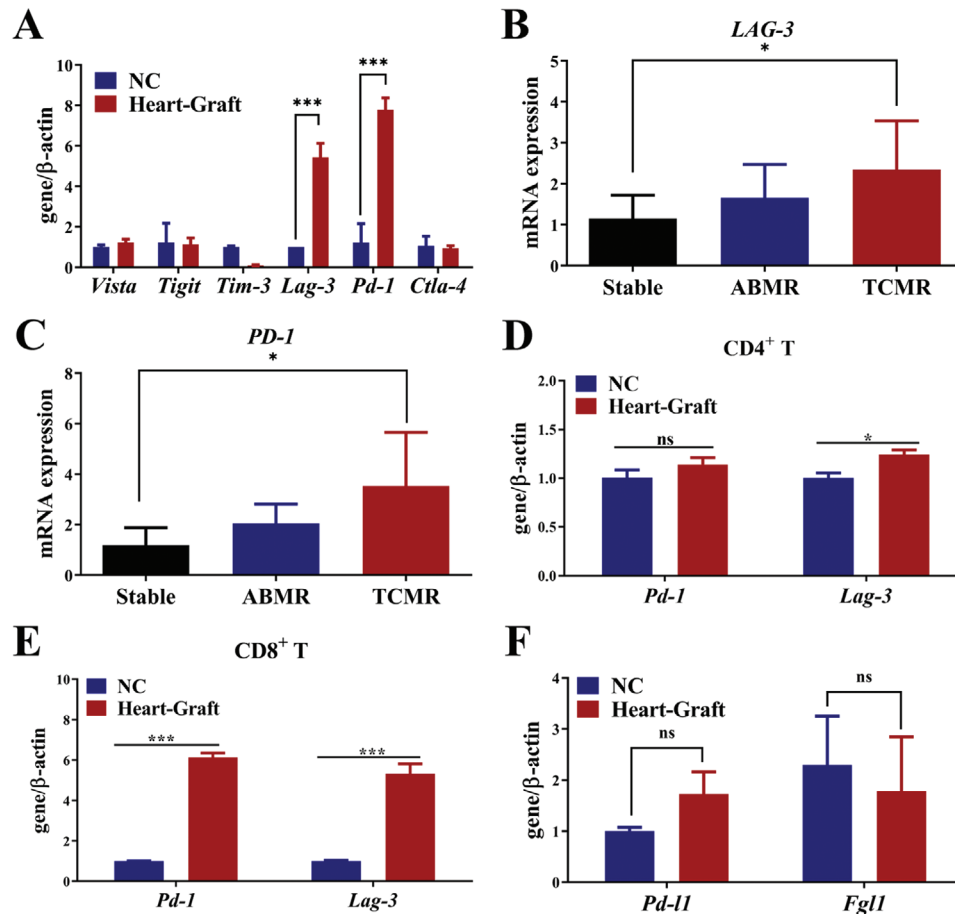 A
NC
Heart-Graft
gene/β-actin
10
8
6
4
2
0
***
***
Vista
Tigit
Tim-3
Lag-3
Pd-1
Ctla-4
B
LAG-3
*
mRNA expression
5
4
3
2
1
0
Stable
ABMR
TCMR
C
PD-1
*
mRNA expression
8
6
4
2
0
Stable
ABMR
TCMR
D
CD4+ T
NC
Heart-Graft
gene/β-actin
2.0
1.5
1.0
0.5
0.0
ns
*
Pd-1
Lag-3
E
CD8+ T
NC
Heart-Graft
gene/β-actin
10
8
6
4
2
0
***
***
Pd-1
Lag-3
F
NC
Heart-Graft
gene/β-actin
4
3
2
1
0
ns
ns
Pd-l1
Fgl1